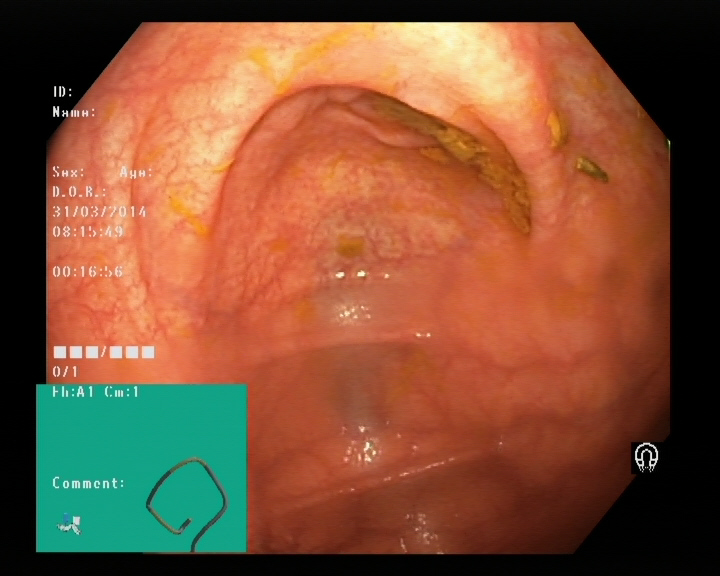 ID:
Name:
Sex: Age:
D.O.B.:
31/03/2014
08:15:49
00:16:56
■■■/■■■
0/1
Eh:A1 Cm:1
Comment: